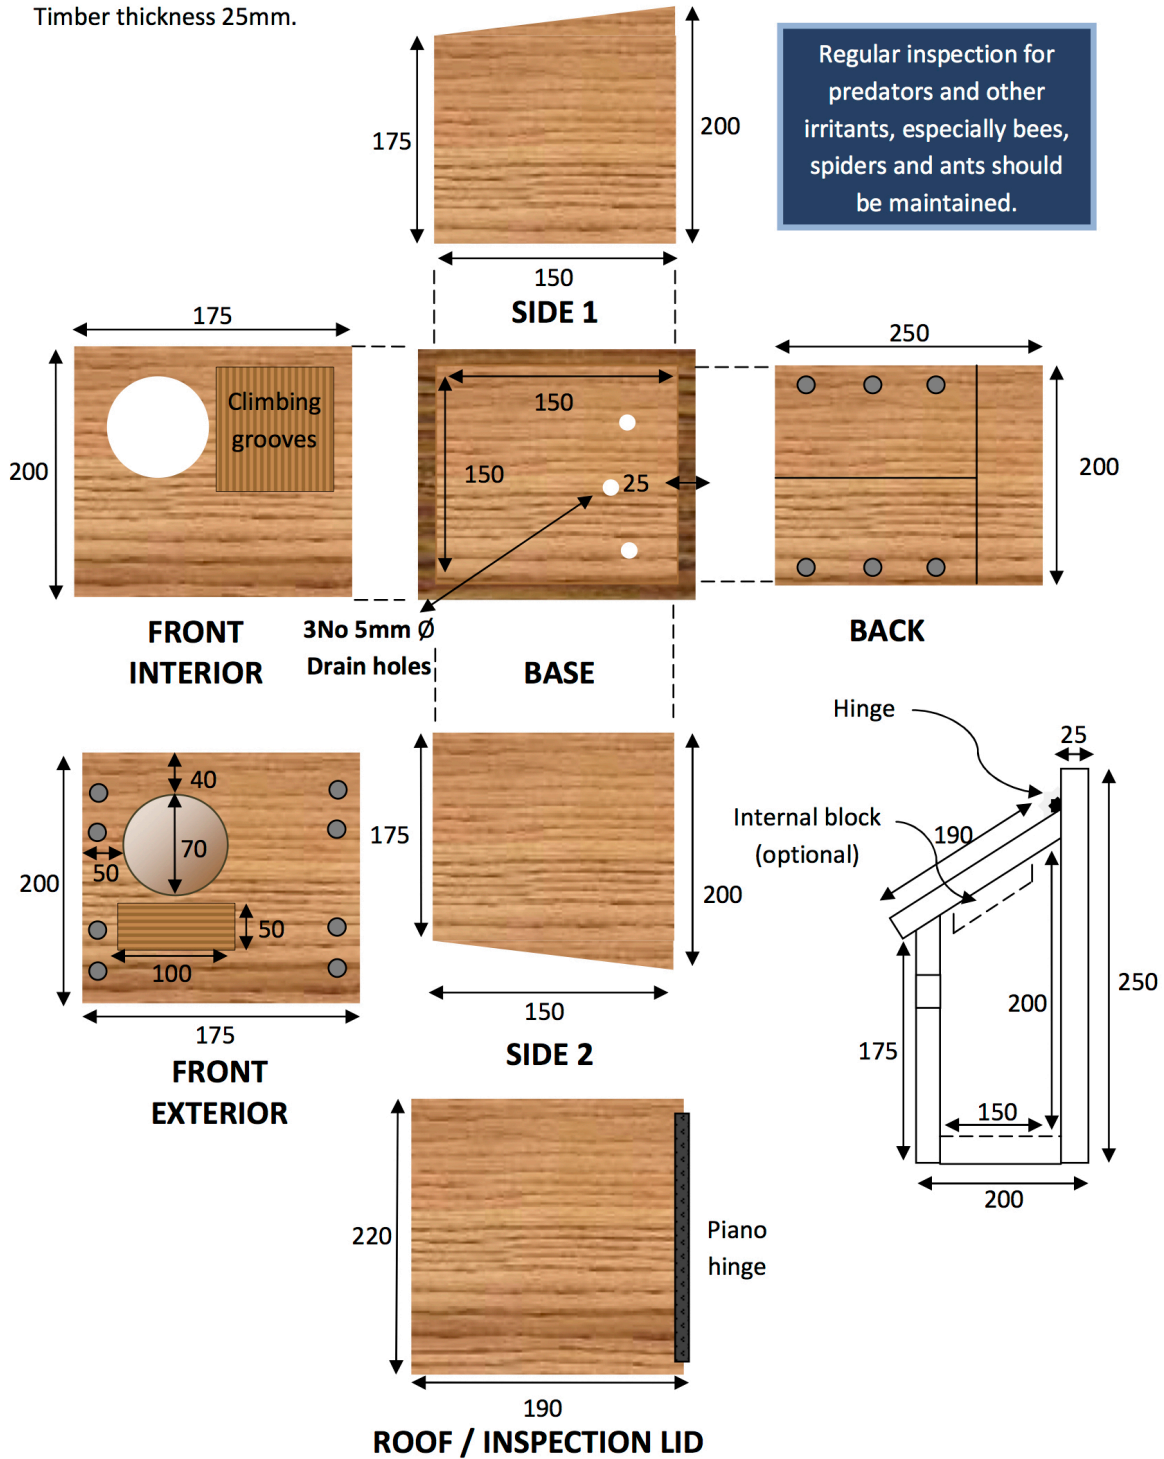 Timber thickness 25mm.
175
200
150
SIDE 1
Regular inspection for
predators and other
irritants, especially bees,
spiders and ants should
be maintained.
175
200
Climbing
grooves
FRONT
INTERIOR
150
150
25
3No 5mm Ø
Drain holes
BASE
250
200
BACK
40
70
50
50
100
200
175
FRONT
EXTERIOR
175
200
150
SIDE 2
Hinge
25
Internal block
(optional)
190
250
200
175
150
200
220
Piano
hinge
190
ROOF / INSPECTION LID